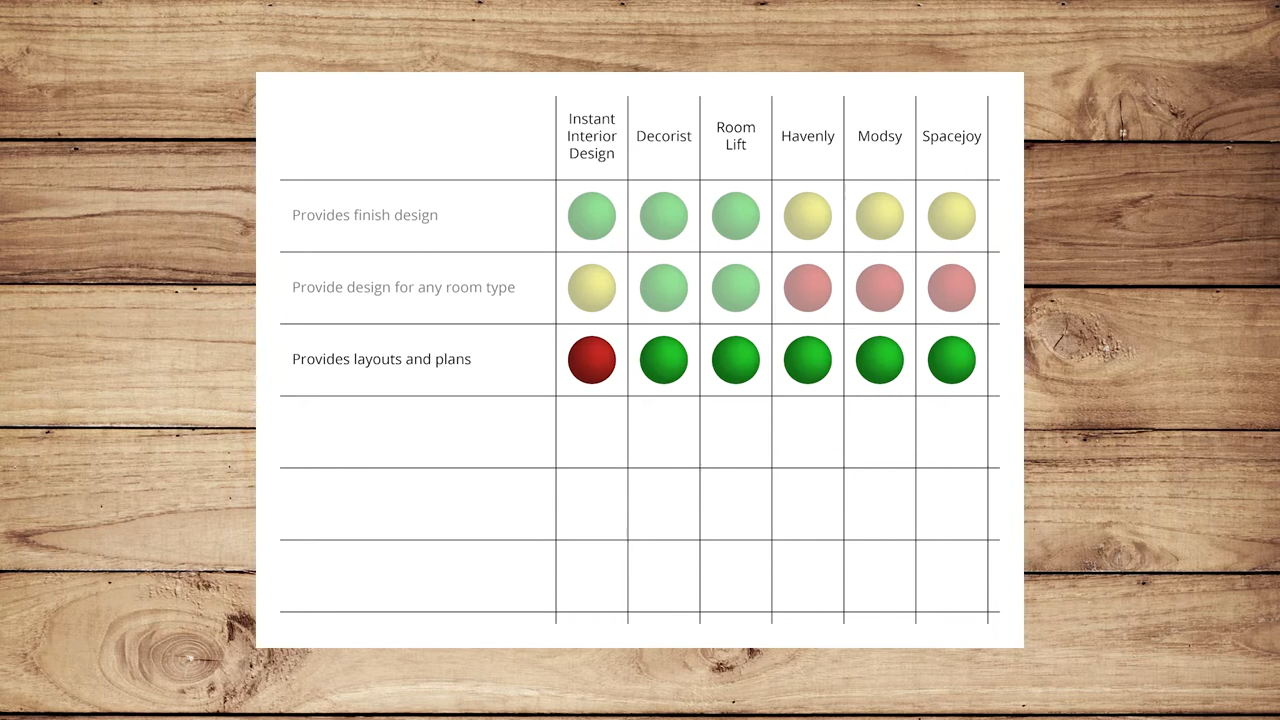 Instant
Interior
Design
Decorist
Room
Lift
Havenly
Modsy
Spacejoy
Provides finish design
Provide design for any room type
Provides layouts and plans